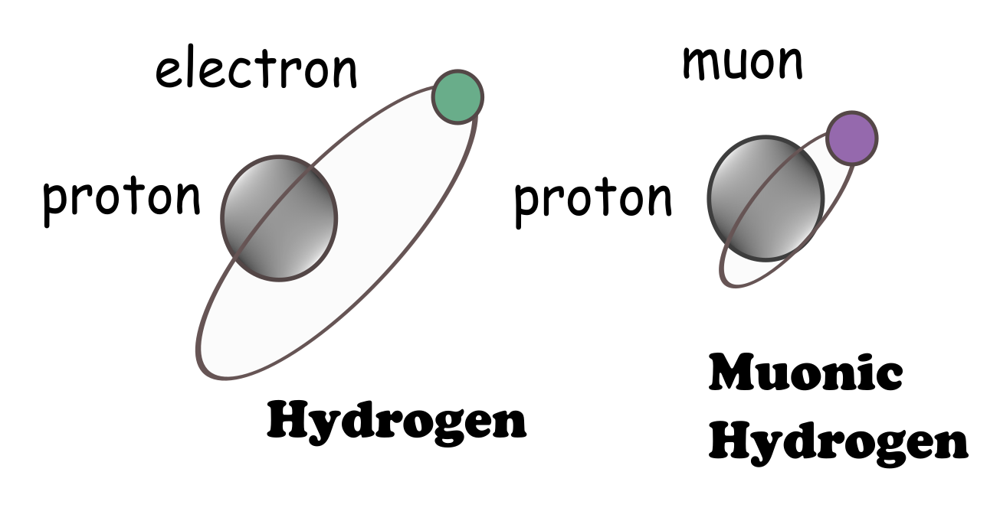 electron
proton
Hydrogen
muon
proton
Muonic
Hydrogen